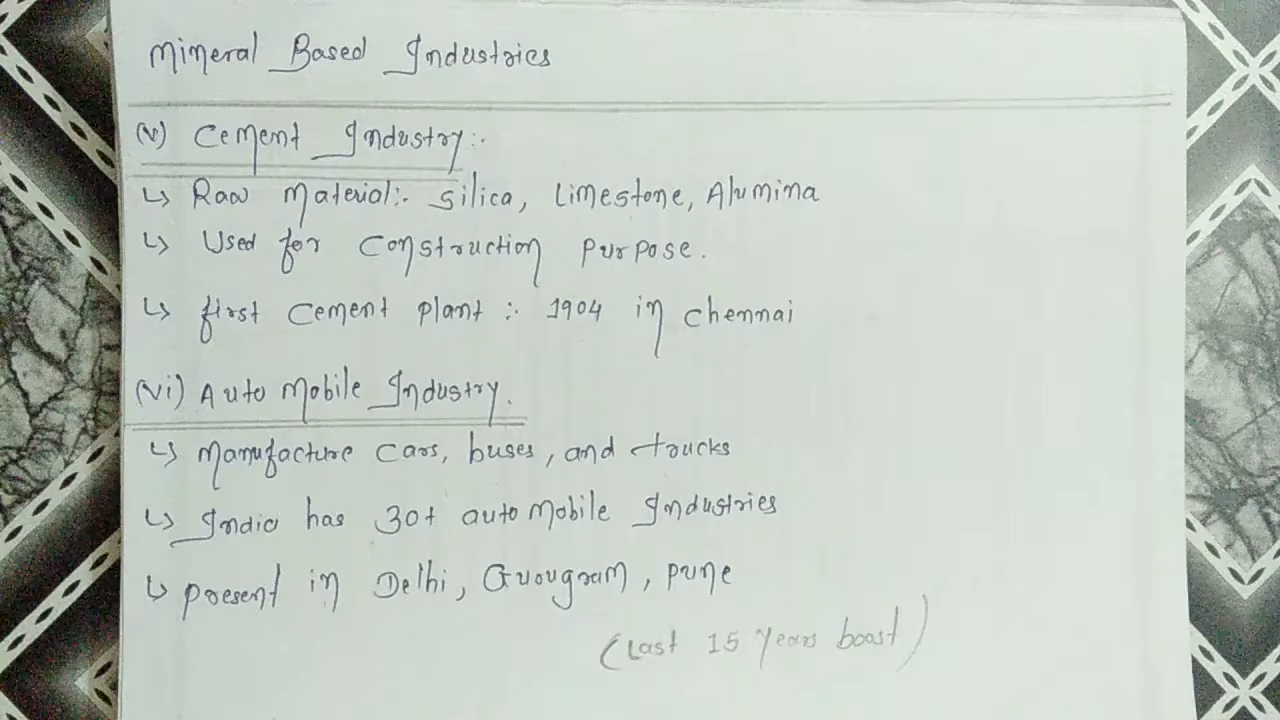 Mineral Based Industries
(v) Cement Industry:-
↳ Raw Material:- Silica, Limestone, Alumina
↳ Used for Construction Purpose.
↳ first Cement Plant :- 1904 in Chennai
(vi) Auto Mobile Industry.
↳ Manufacture Cars, buses, and trucks
↳ India has 30+ auto Mobile Industries
↳ Present in Delhi, Gurugram, Pune
(Last 15 Years boost)